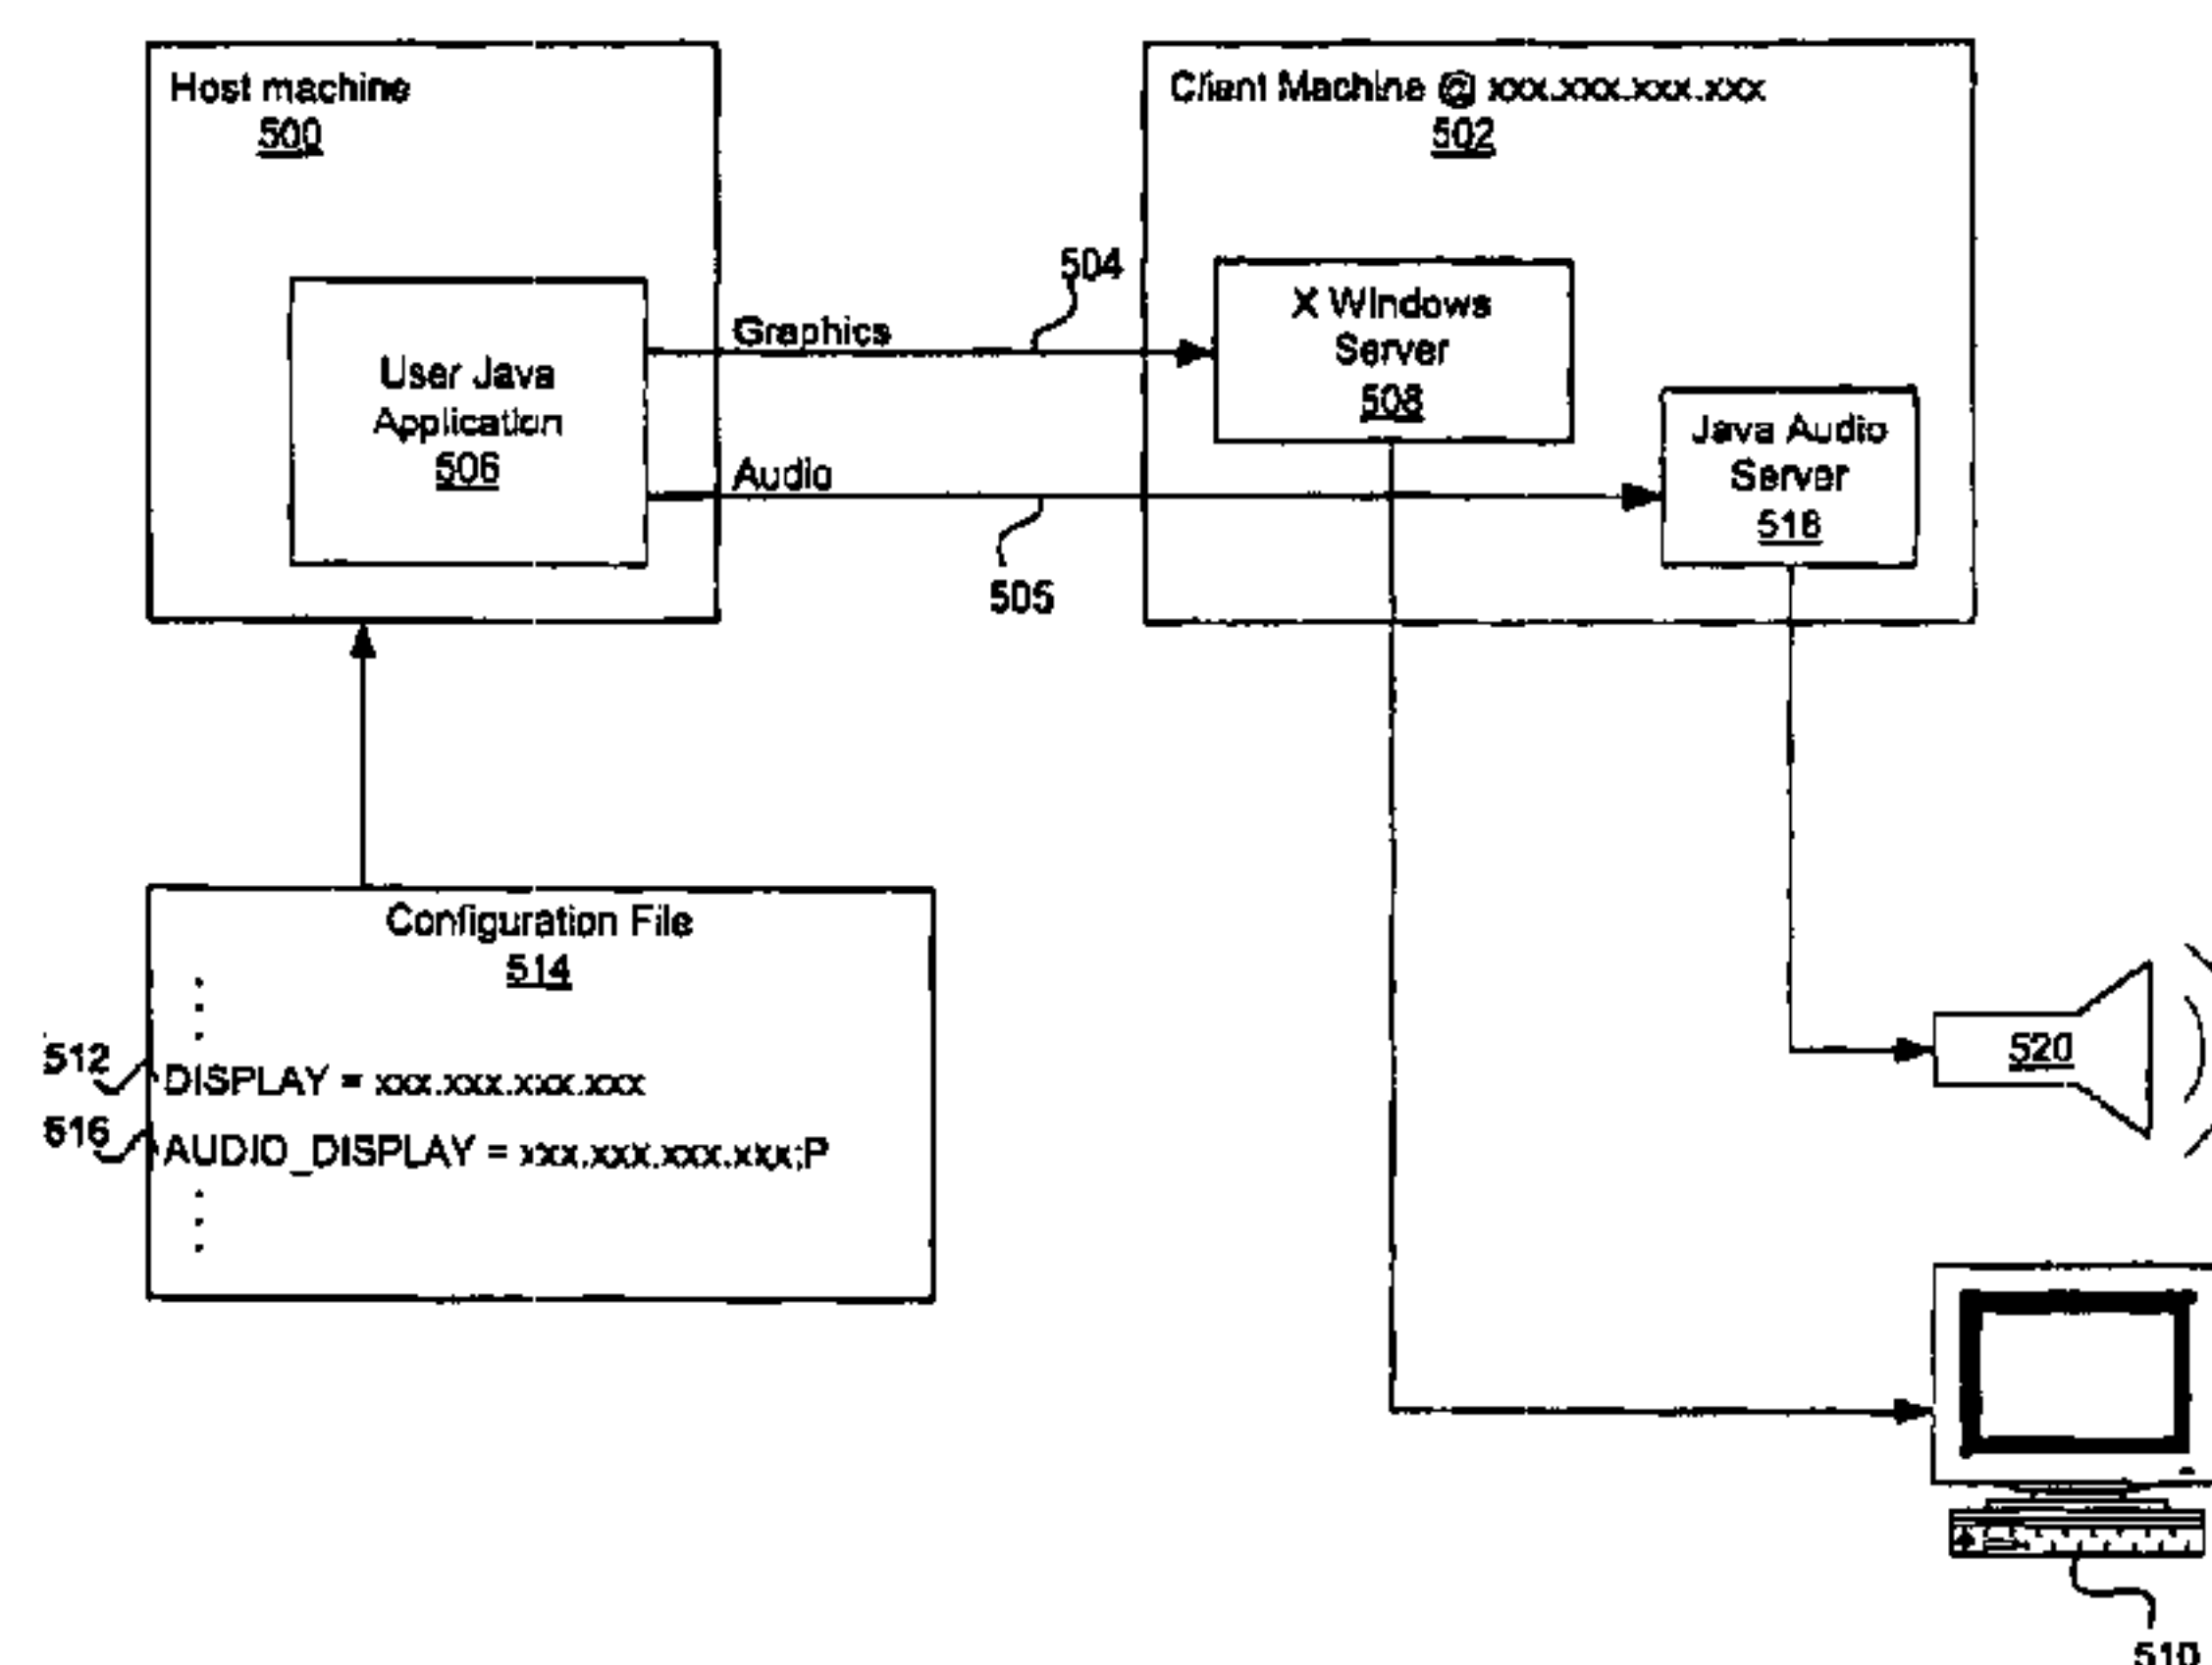 Host machine
500
User Java
Application
506
Graphics
504
Audio
505
Client Machine @ xxx.xxx.xxx.xxx
502
X Windows
Server
508
Java Audio
Server
518
Configuration File
514
512
DISPLAY = xxx.xxx.xxx.xxx
516
AUDIO_DISPLAY = xxx.xxx.xxx.xxx:P
520
510